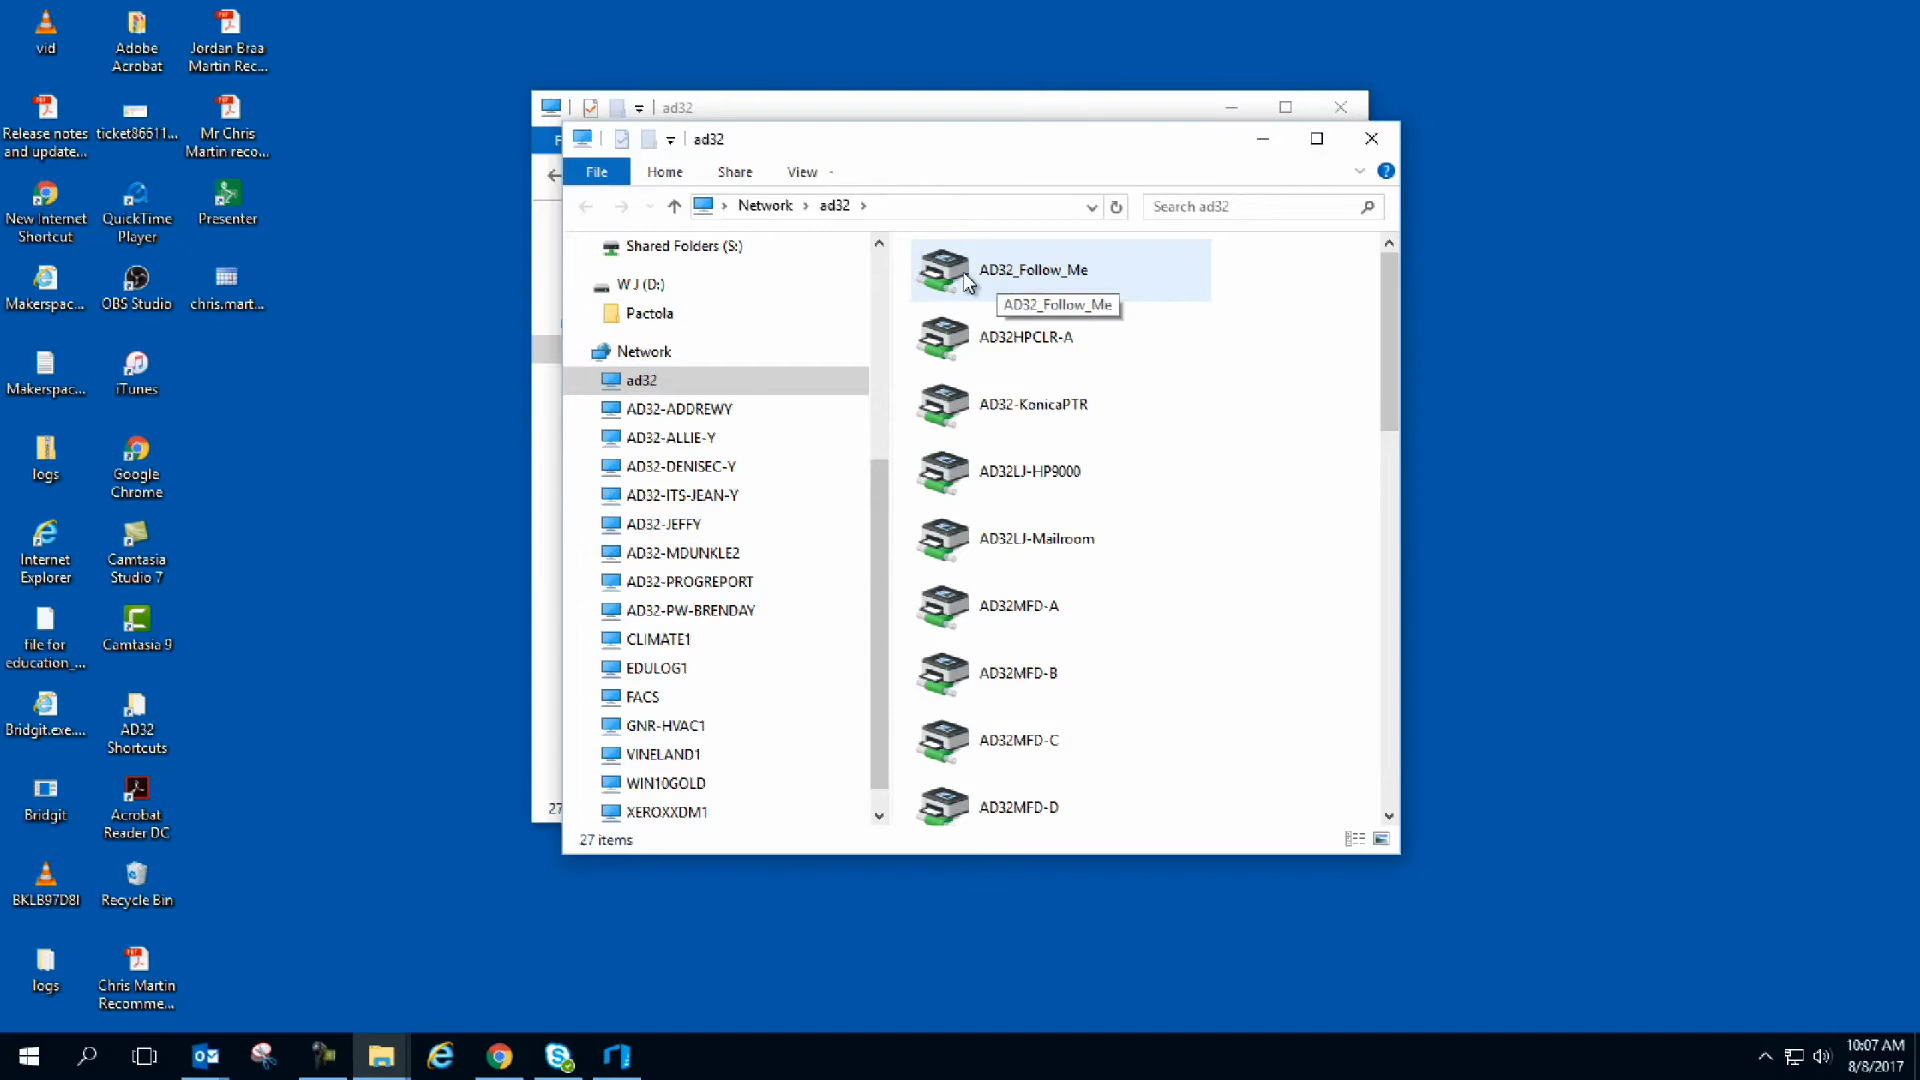 vid
Adobe
Acrobat
Jordan Braa
Martin Rec...
Release notes
and update...
ticket86611...
Mr Chris
Martin reco...
New Internet
Shortcut
QuickTime
Player
Presenter
Makerspac...
OBS Studio
chris.mart...
Makerspac...
iTunes
logs
Google
Chrome
Internet
Explorer
Camtasia
Studio 7
file for
education_...
Camtasia 9
Bridgit.exe....
AD32
Shortcuts
Bridgit
Acrobat
Reader DC
BKLB97D8I
Recycle Bin
logs
Chris Martin
Recomme...
ad32
F
27
ad32
File
Home
Share
View
Network
ad32
Search ad32
Shared Folders (S:)
W J (D:)
Pactola
Network
ad32
AD32-ADDREWY
AD32-ALLIE-Y
AD32-DENISEC-Y
AD32-ITS-JEAN-Y
AD32-JEFFY
AD32-MDUNKLE2
AD32-PROGREPORT
AD32-PW-BRENDAY
CLIMATE1
EDULOG1
FACS
GNR-HVAC1
VINELAND1
WIN10GOLD
XEROXXDM1
AD32_Follow_Me
AD32_Follow_Me
AD32HPCLR-A
AD32-KonicaPTR
AD32LJ-HP9000
AD32LJ-Mailroom
AD32MFD-A
AD32MFD-B
AD32MFD-C
AD32MFD-D
27 items
10:07 AM
8/8/2017